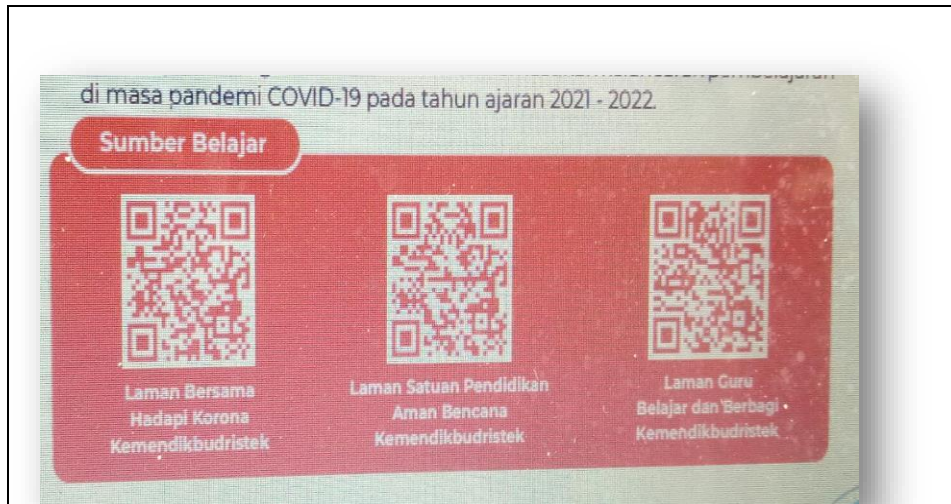 di masa pandemi COVID-19 pada tahun ajaran 2021 - 2022.
Sumber Belajar
Laman Bersama
Hadapi Korona
Kemendikbudristek
Laman Satuan Pendidikan
Aman Bencana
Kemendikbudristek
Laman Guru
Belajar dan Berbagi
Kemendikbudristek